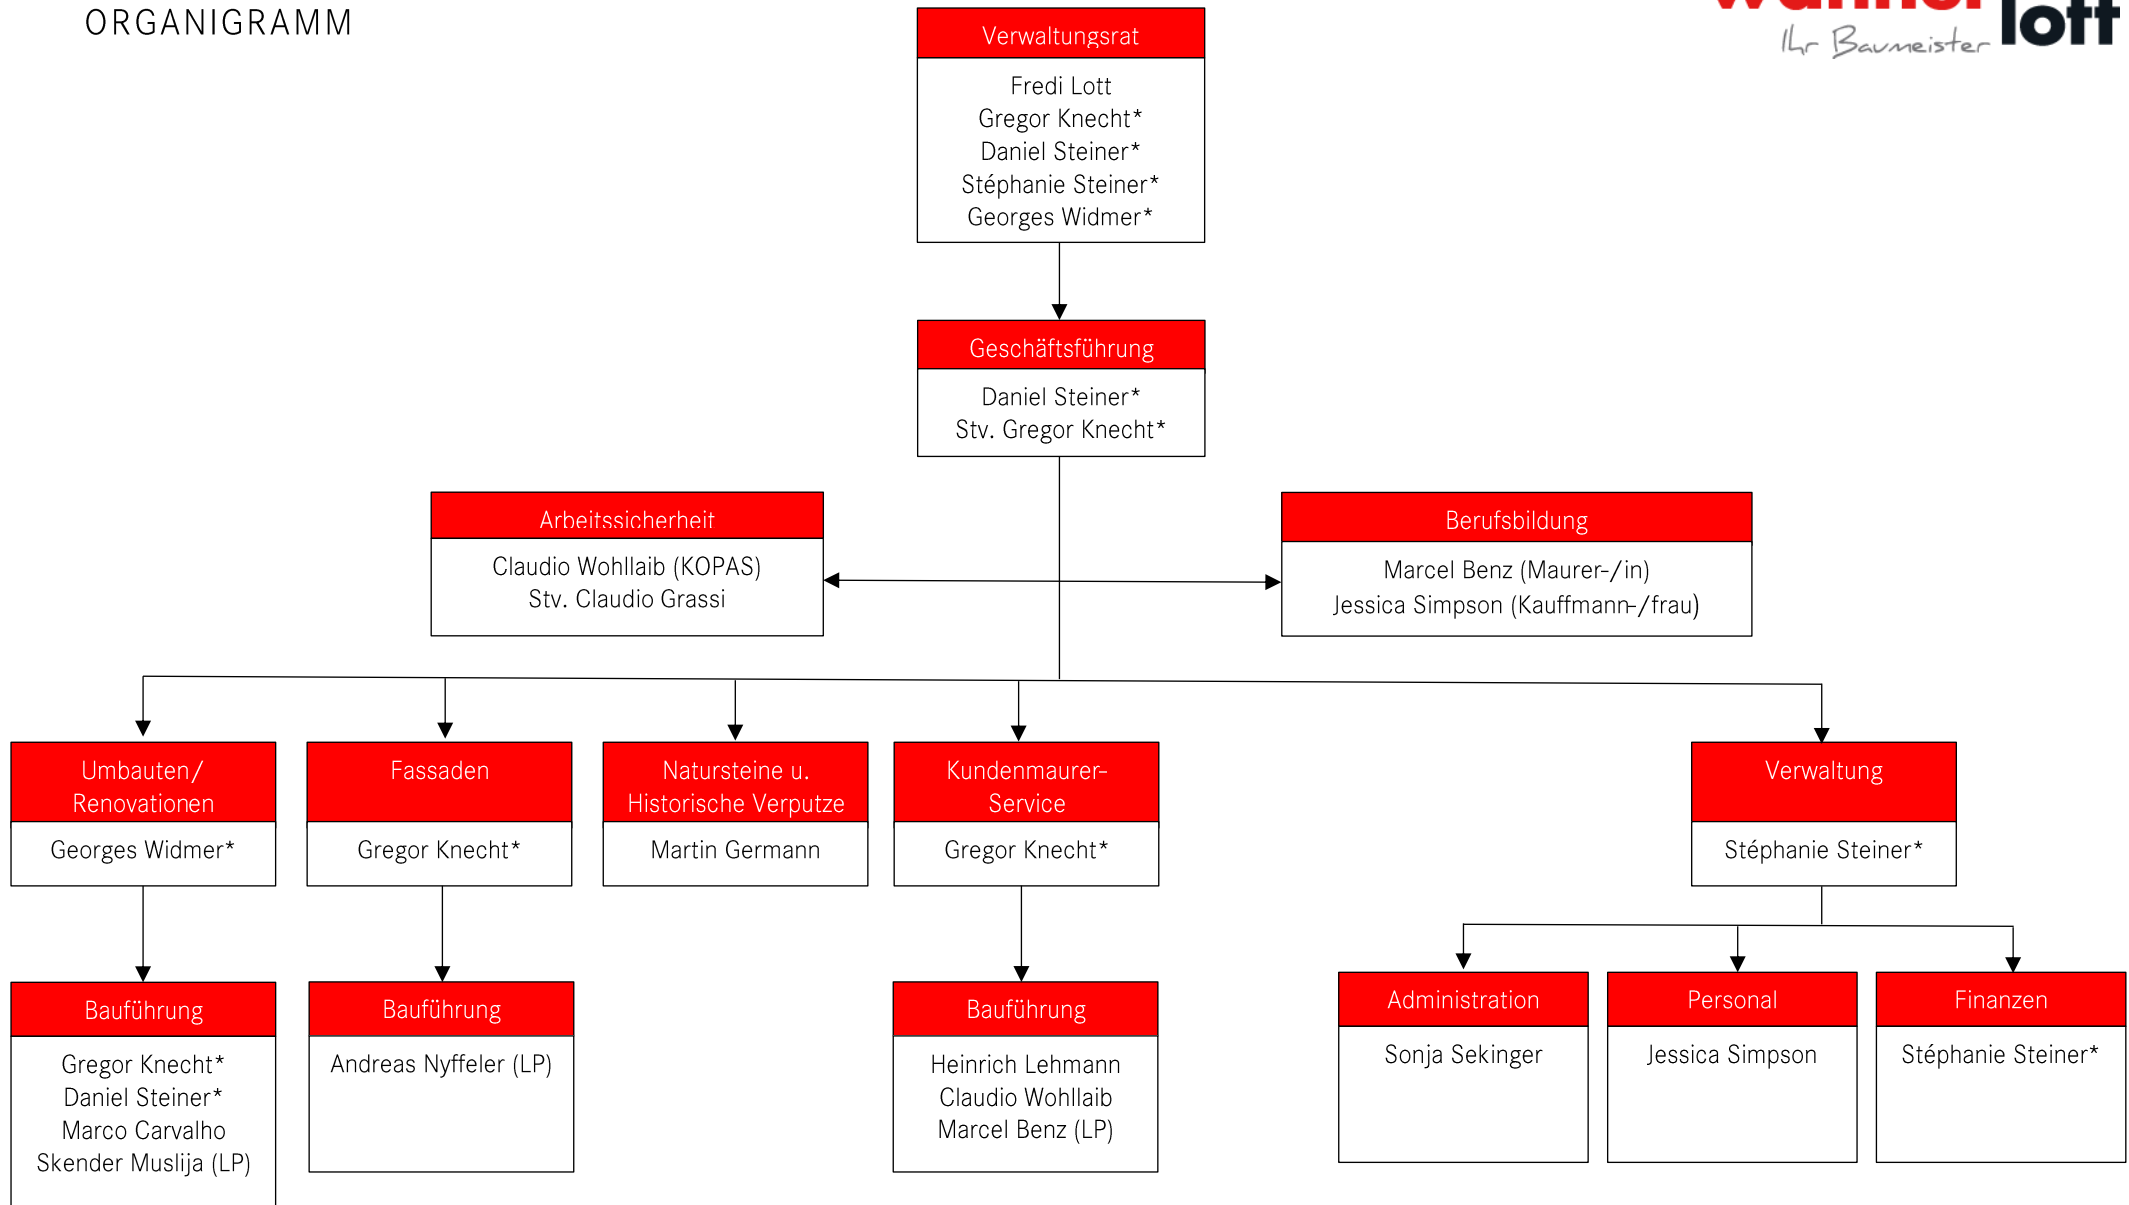 ORGANIGRAMM
lott
Ihr Baumeister
Verwaltungsrat
Fredi Lott
Gregor Knecht*
Daniel Steiner*
Stéphanie Steiner*
Georges Widmer*
Geschäftsführung
Daniel Steiner*
Stv. Gregor Knecht*
Arbeitssicherheit
Claudio Wohllaib (KOPAS)
Stv. Claudio Grassi
Berufsbildung
Marcel Benz (Maurer-/in)
Jessica Simpson (Kauffmann-/frau)
Umbauten/
Renovationen
Georges Widmer*
Fassaden
Gregor Knecht*
Natursteine u.
Historische Verputze
Martin Germann
Kundenmaurer-
Service
Gregor Knecht*
Verwaltung
Stéphanie Steiner*
Bauführung
Gregor Knecht*
Daniel Steiner*
Marco Carvalho
Skender Muslija (LP)
Bauführung
Andreas Nyffeler (LP)
Bauführung
Heinrich Lehmann
Claudio Wohllaib
Marcel Benz (LP)
Administration
Sonja Sekinger
Personal
Jessica Simpson
Finanzen
Stéphanie Steiner*